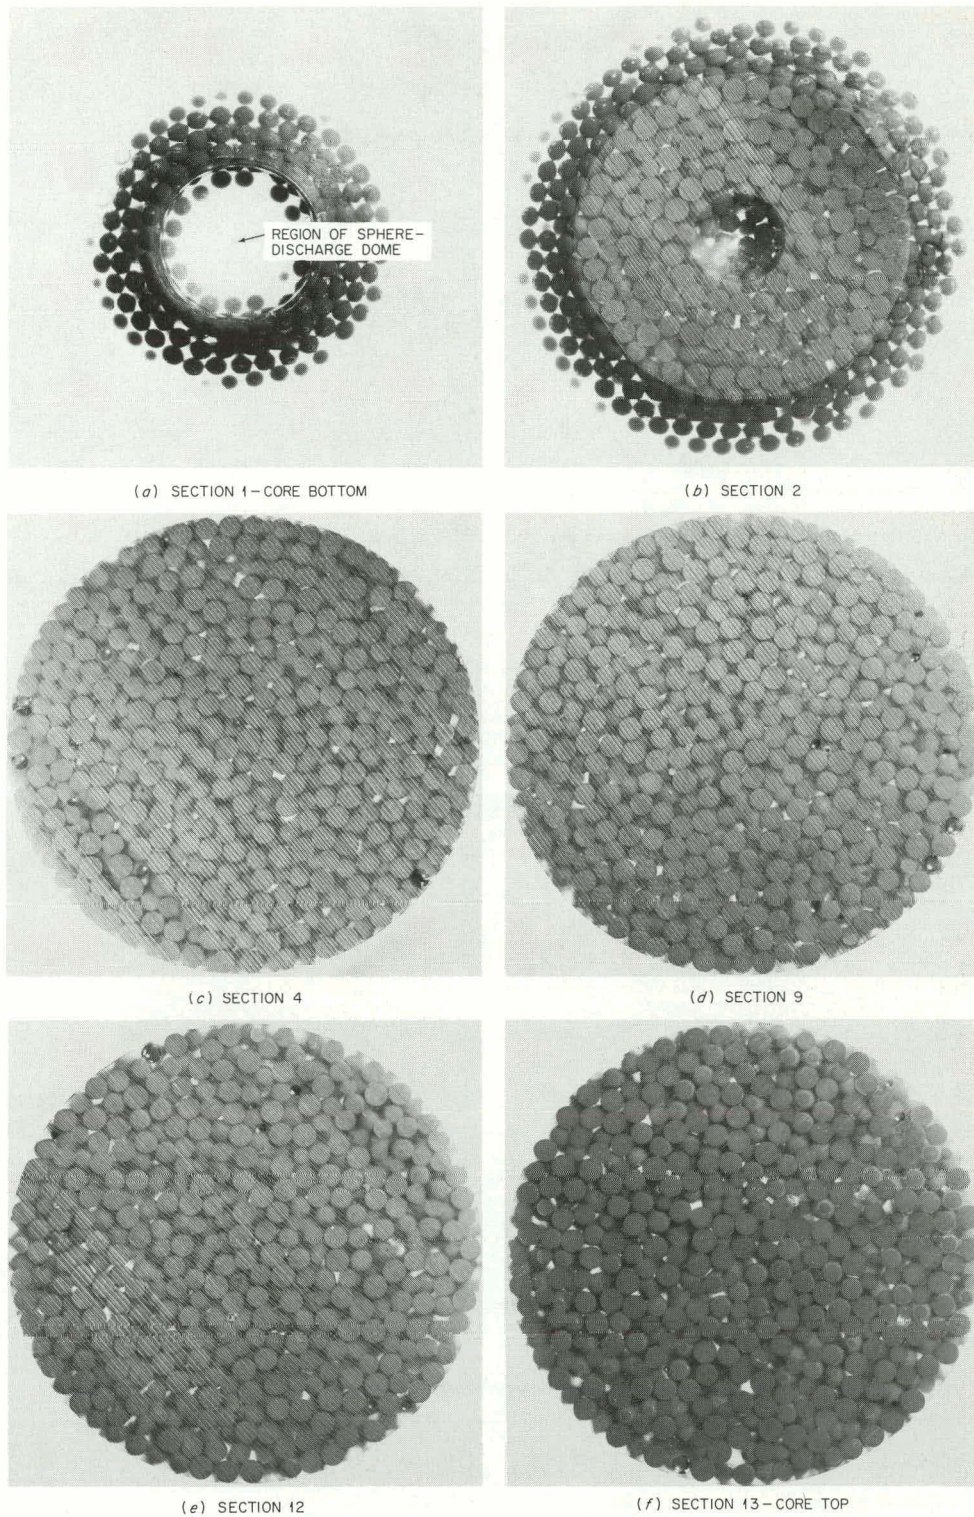 REGION OF SPHERE-
DISCHARGE DOME
(a) SECTION 1-CORE BOTTOM
(b) SECTION 2
(c) SECTION 4
(d) SECTION 9
(e) SECTION 12
(f) SECTION 13-CORE TOP